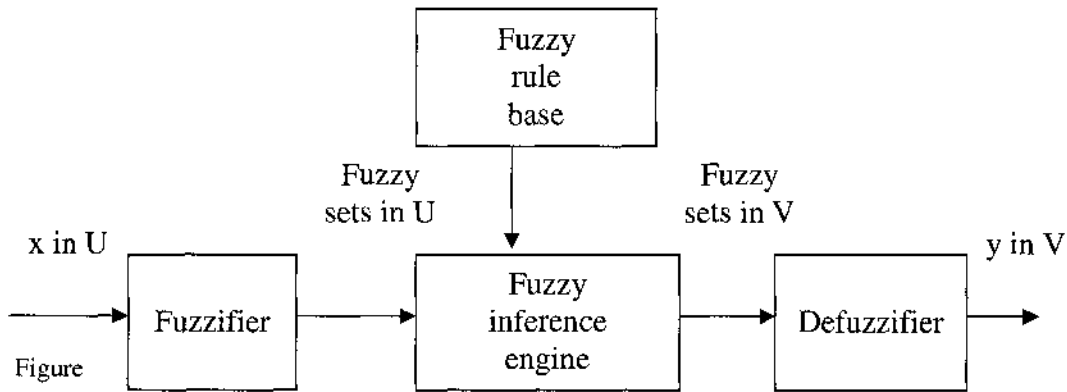 Fuzzy
rule
base
Fuzzy
sets in U
Fuzzy
sets in V
x in U
y in V
Fuzzifier
Fuzzy
inference
engine
Defuzzifier
Figure